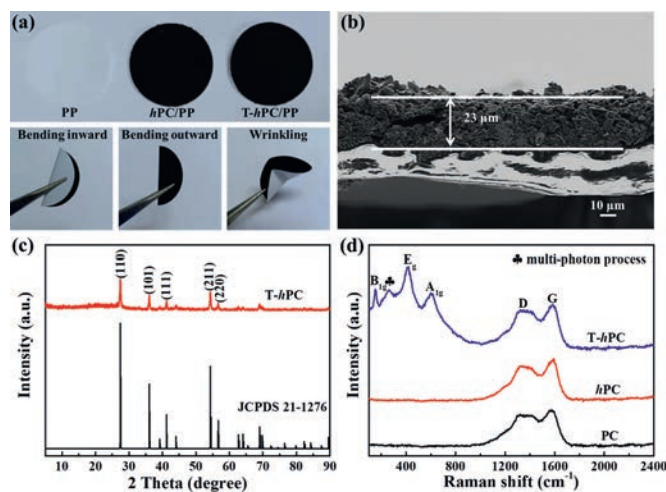 (a)
PP
hPC/PP
T-hPC/PP
Bending inward
Bending outward
Wrinkling
(b)
23 μm
10 μm
(c)
(110)
(101)
(111)
(211)
(220)
T-hPC
JCPDS 21-1276
Intensity (a.u.)
10 20 30 40 50 60 70 80 90
2 Theta (degree)
(d)
B1g
♣
Eg
A1g
♣ multi-photon process
D
G
T-hPC
hPC
PC
Intensity (a.u.)
400 800 1200 1600 2000 2400
Raman shift (cm-1)